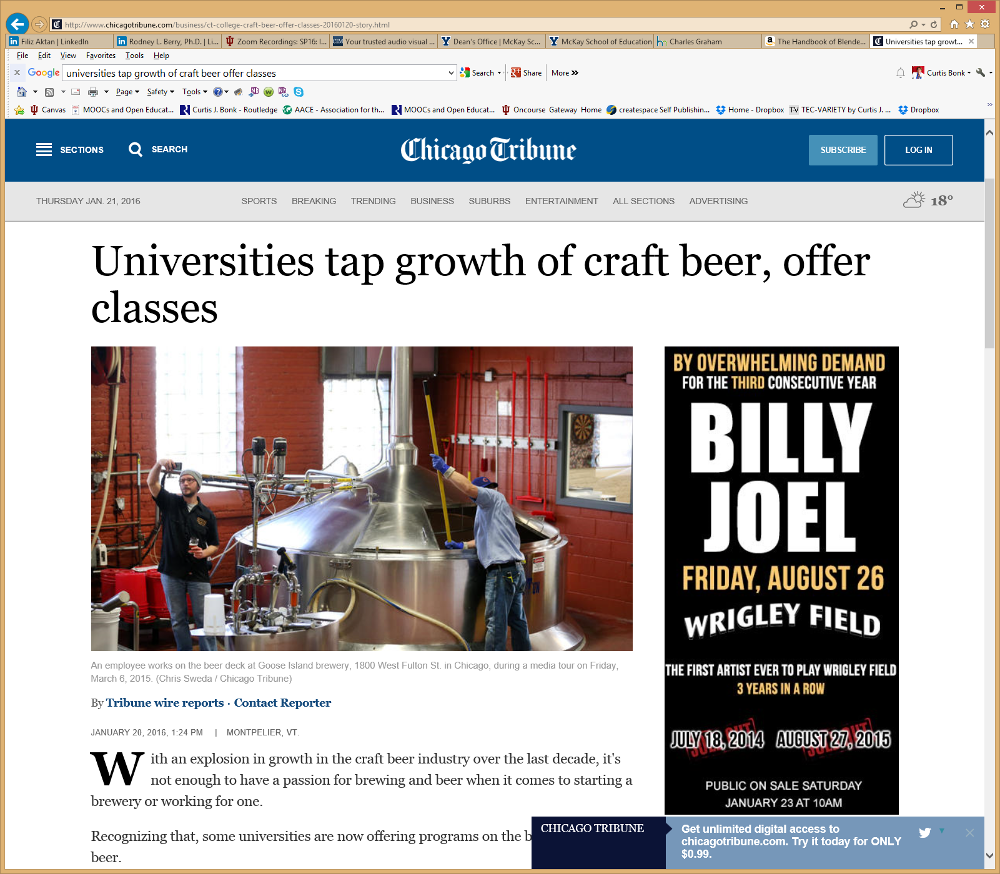 http://www.chicagotribune.com/business/ct-college-craft-beer-offer-classes-20160120-story.html
Filiz Aktan | LinkedIn
Rodney L. Berry, Ph.D. | Li...
Zoom Recordings: SP16: I...
CIM Your trusted audio visual ...
Dean's Office | McKay Sc...
McKay School of Education
Charles Graham
The Handbook of Blende...
Universities tap growt...
File Edit View Favorites Tools Help
x Google universities tap growth of craft beer offer classes Search Share More » Curtis Bonk
Page Safety Tools
Canvas MOOCs and Open Educat... Curtis J. Bonk - Routledge AACE - Association for th... MOOCs and Open Educat... Oncourse Gateway Home createspace Self Publishin... Home - Dropbox TEC-VARIETY by Curtis J. ... Dropbox
SECTIONS SEARCH Chicago Tribune SUBSCRIBE LOG IN
THURSDAY JAN. 21, 2016 SPORTS BREAKING TRENDING BUSINESS SUBURBS ENTERTAINMENT ALL SECTIONS ADVERTISING 18°
Universities tap growth of craft beer, offer
classes
An employee works on the beer deck at Goose Island brewery, 1800 West Fulton St. in Chicago, during a media tour on Friday,
March 6, 2015. (Chris Sweda / Chicago Tribune)
By Tribune wire reports · Contact Reporter
JANUARY 20, 2016, 1:24 PM | MONTPELIER, VT.
With an explosion in growth in the craft beer industry over the last decade, it's
not enough to have a passion for brewing and beer when it comes to starting a
brewery or working for one.
Recognizing that, some universities are now offering programs on the b
beer.
BY OVERWHELMING DEMAND
FOR THE THIRD CONSECUTIVE YEAR
BILLY
JOEL
FRIDAY, AUGUST 26
WRIGLEY FIELD
THE FIRST ARTIST EVER TO PLAY WRIGLEY FIELD
3 YEARS IN A ROW
JULY 18, 2014 AUGUST 27, 2015
SOLD OUT SOLD OUT
PUBLIC ON SALE SATURDAY
JANUARY 23 AT 10AM
CHICAGO TRIBUNE
Get unlimited digital access to
chicagotribune.com. Try it today for ONLY
$0.99.